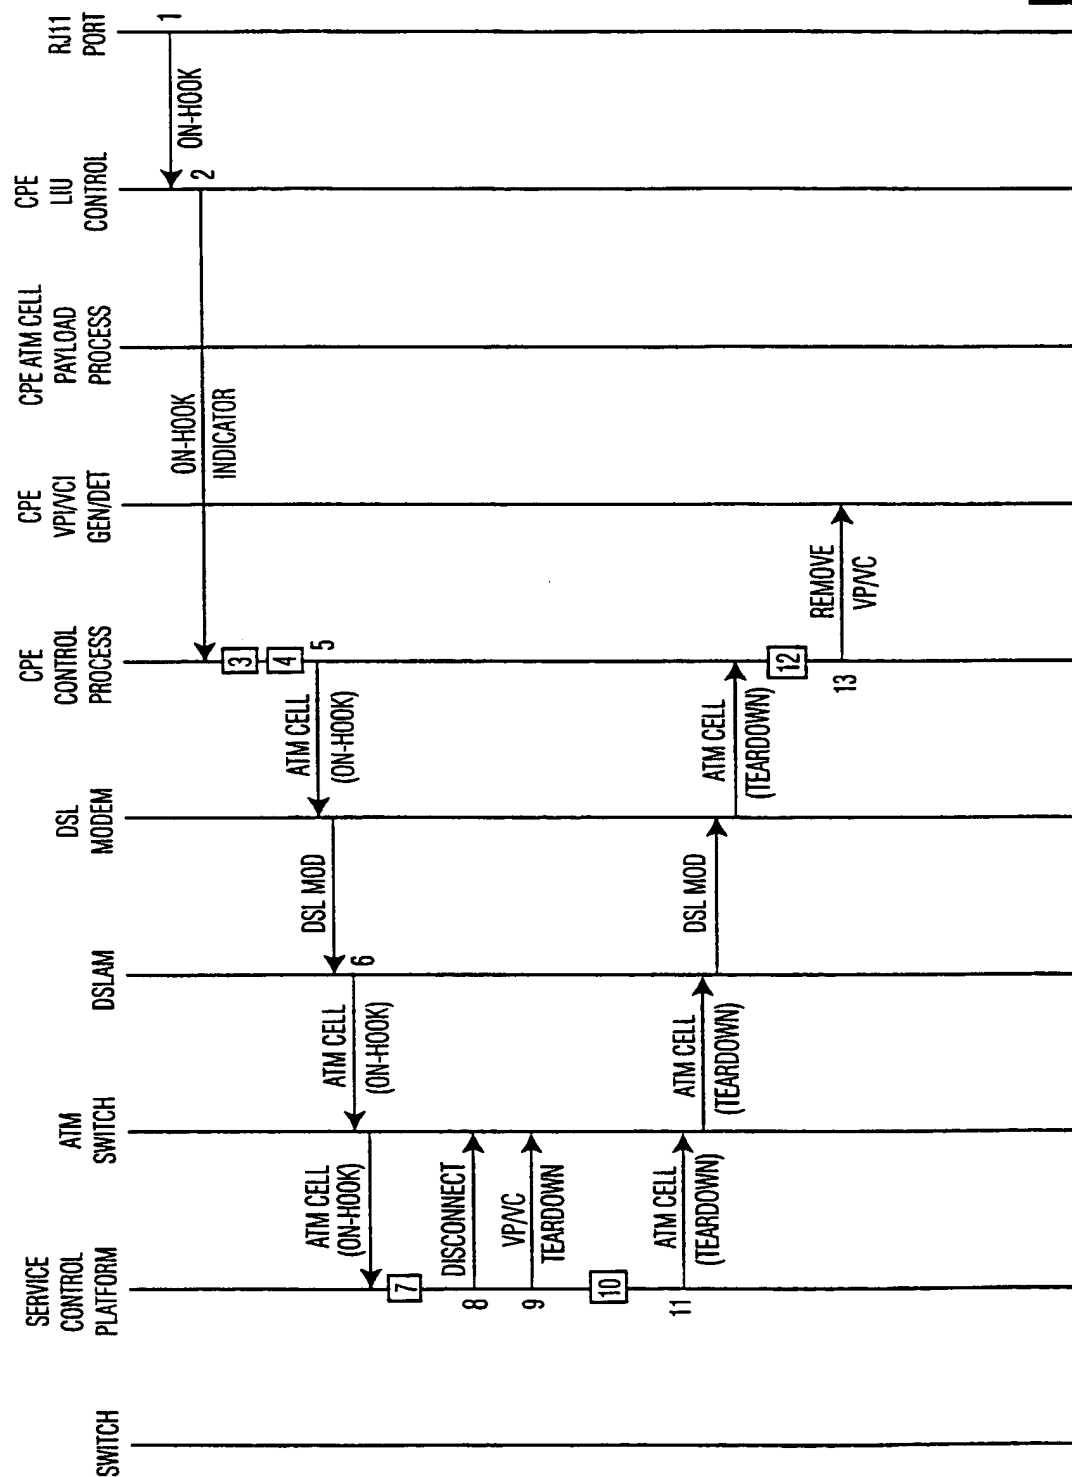 SWITCH
SERVICE
CONTROL
PLATFORM
ATM
SWITCH
DSLAM
DSL
MODEM
CPE
CONTROL
PROCESS
CPE
VPI/VCI
GEN/DET
CPE ATM CELL
PAYLOAD
PROCESS
CPE
LIU
CONTROL
RJ11
PORT
1
ON-HOOK
2
ON-HOOK
INDICATOR
3
4
5
ATM CELL
(ON-HOOK)
DSL MOD
6
ATM CELL
(ON-HOOK)
ATM CELL
(ON-HOOK)
7
8
DISCONNECT
9
VP/VC
TEARDOWN
10
11
ATM CELL
(TEARDOWN)
ATM CELL
(TEARDOWN)
DSL MOD
ATM CELL
(TEARDOWN)
12
13
REMOVE
VP/VC